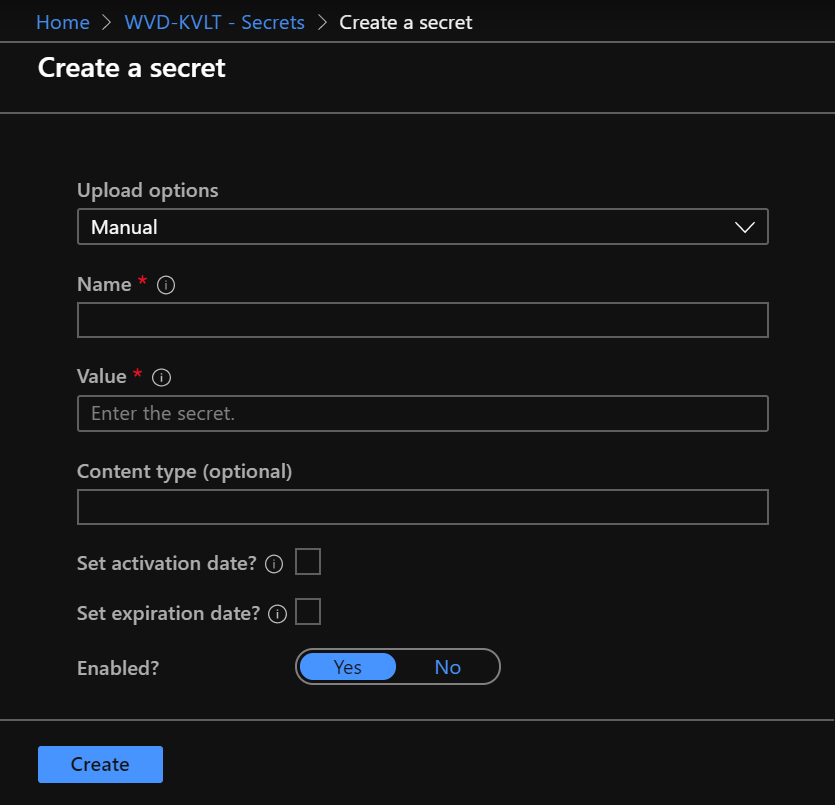 Home > WVD-KVLT - Secrets > Create a secret
Create a secret
Upload options
Manual
Name *
Value *
Enter the secret.
Content type (optional)
Set activation date?
Set expiration date?
Enabled? Yes No
Create